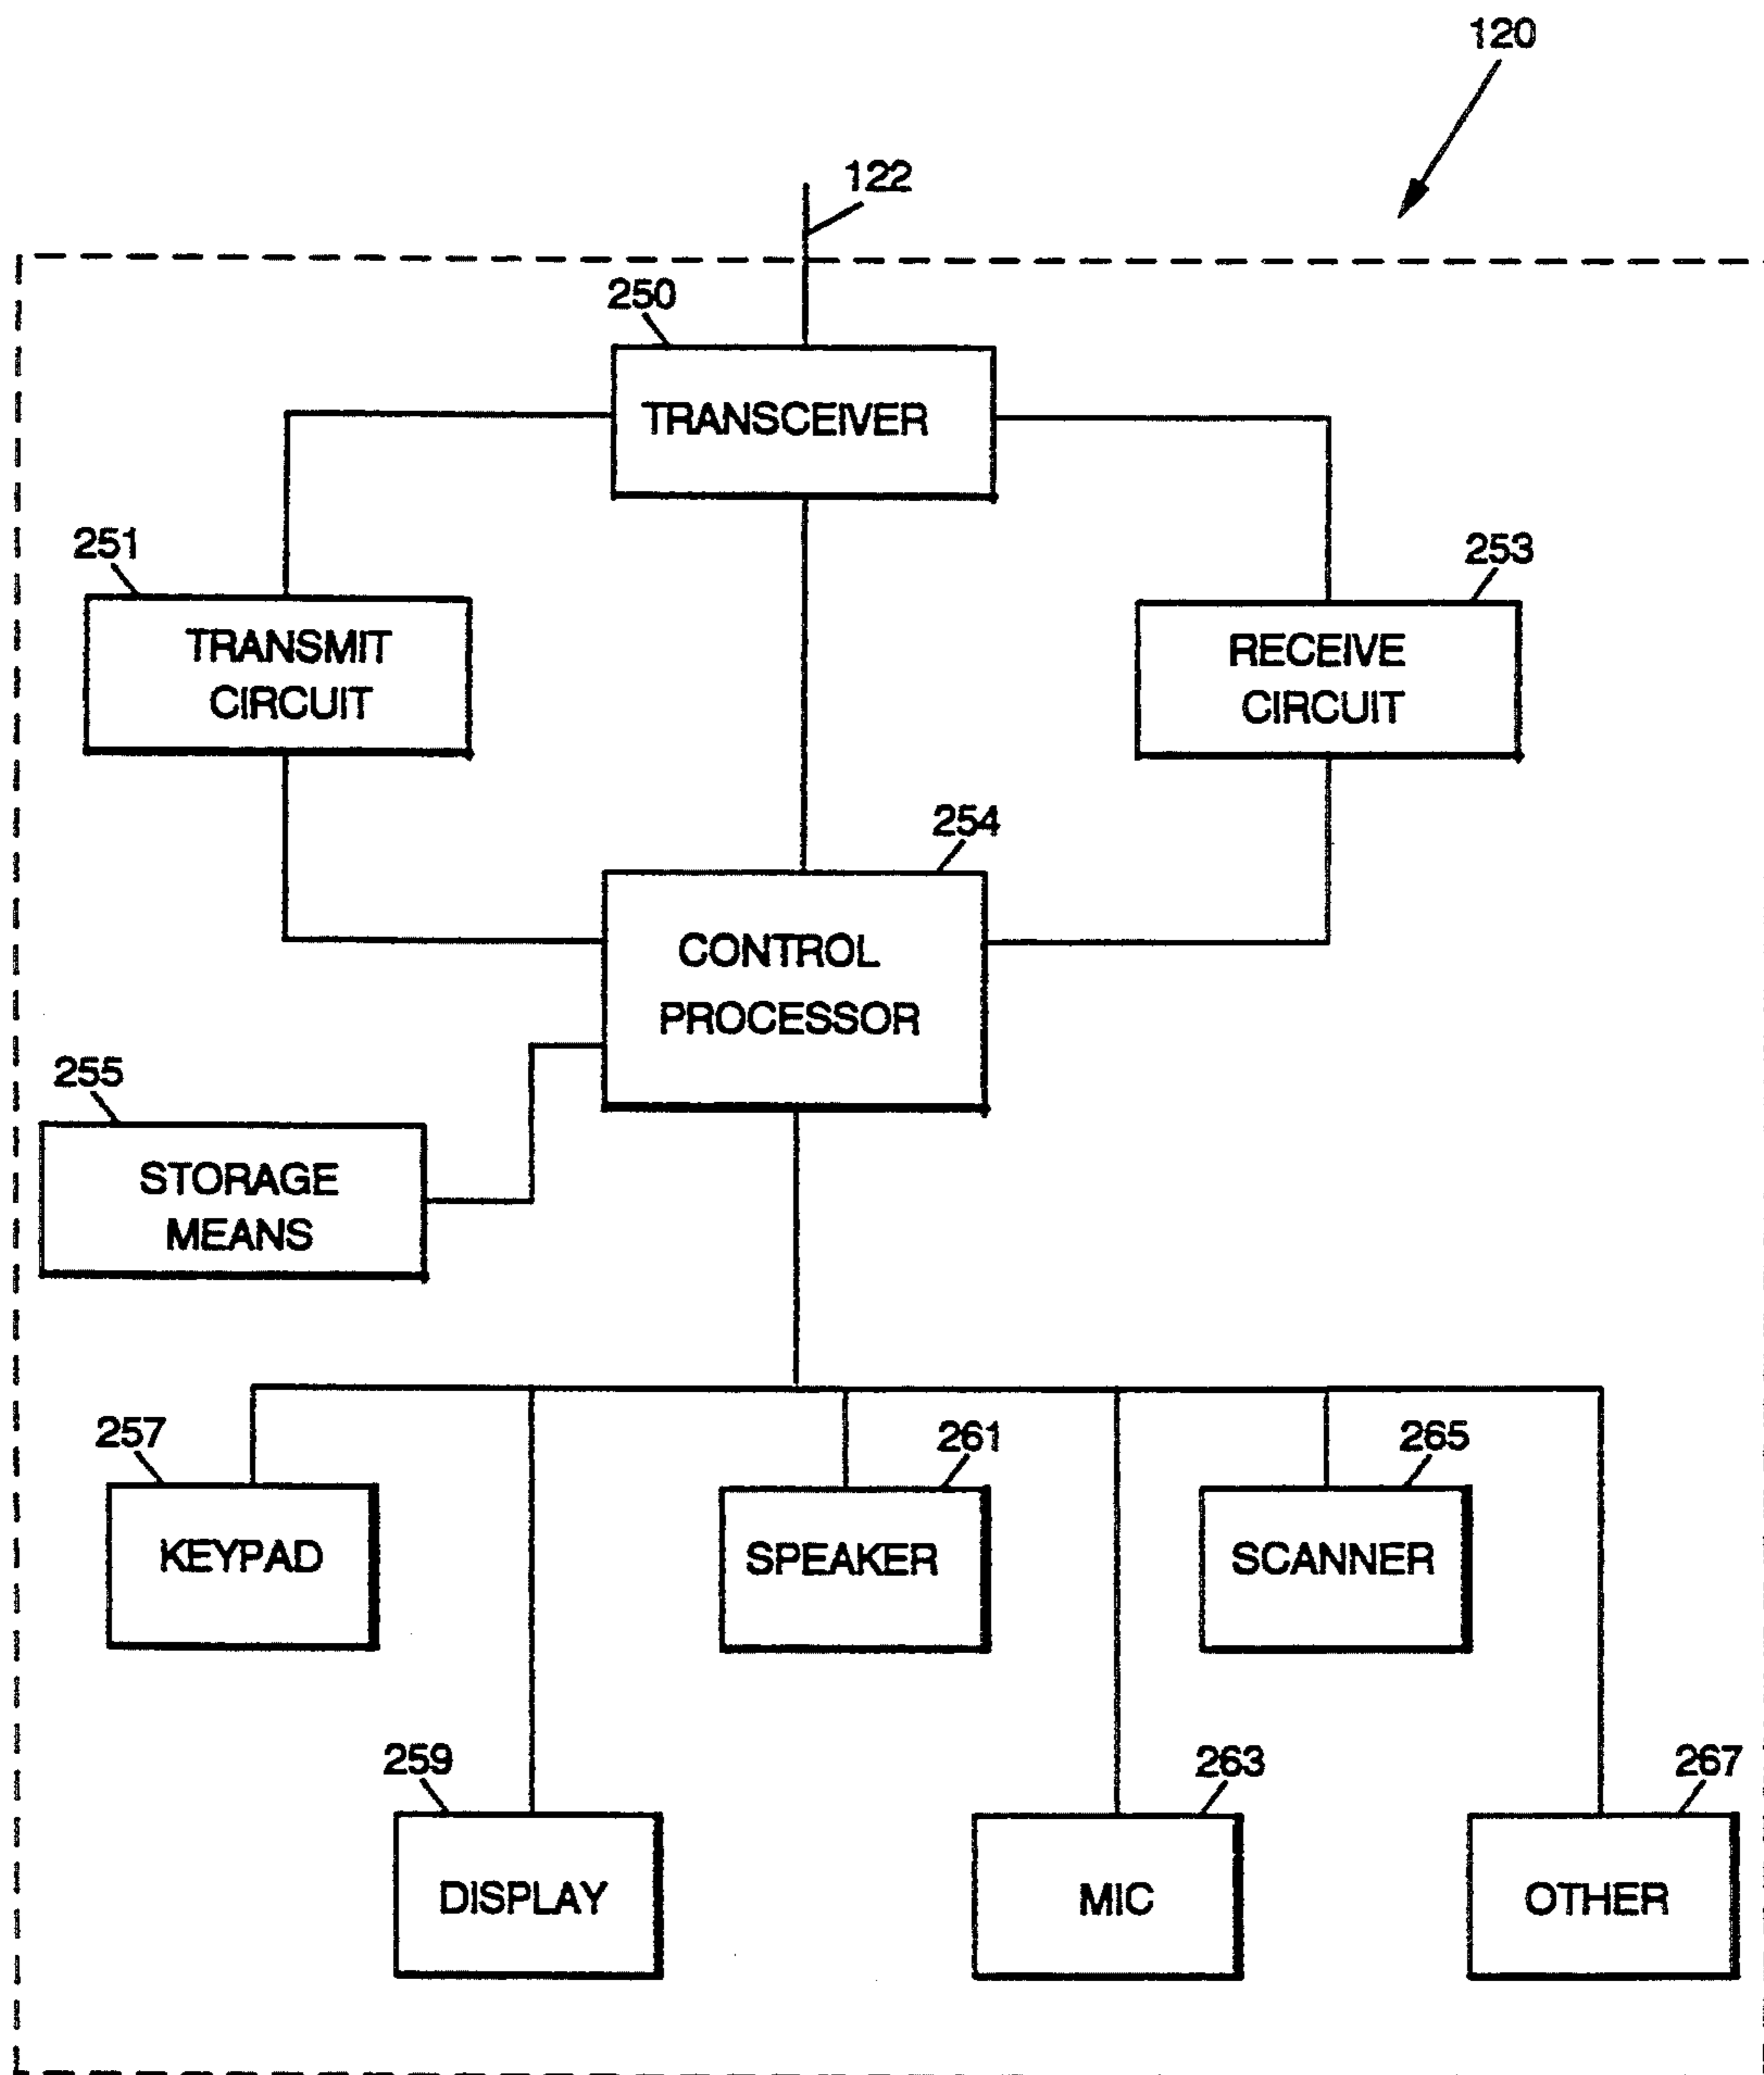 120
122
250
TRANSCEIVER
251
253
TRANSMIT
CIRCUIT
RECEIVE
CIRCUIT
254
CONTROL
PROCESSOR
255
STORAGE
MEANS
257
261
265
KEYPAD
SPEAKER
SCANNER
259
263
267
DISPLAY
MIC
OTHER